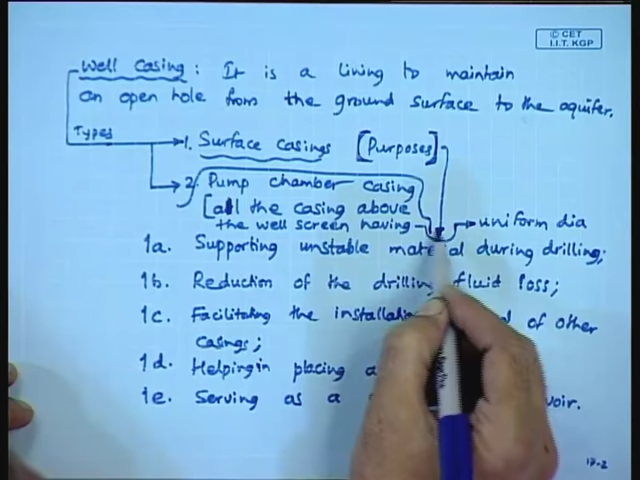 © CET
I.I.T. KGP
Well Casing : It is a lining to maintain
an open hole from the ground surface to the aquifer.
Types
1. Surface casings [Purposes]
2. Pump chamber casing
[all the casing above
the well screen having uniform dia
1a. Supporting unstable material during drilling;
1b. Reduction of the drilling fluid loss;
1c. Facilitating the of other
casings;
1d. Helping in placing
1e. Serving as a
17-2